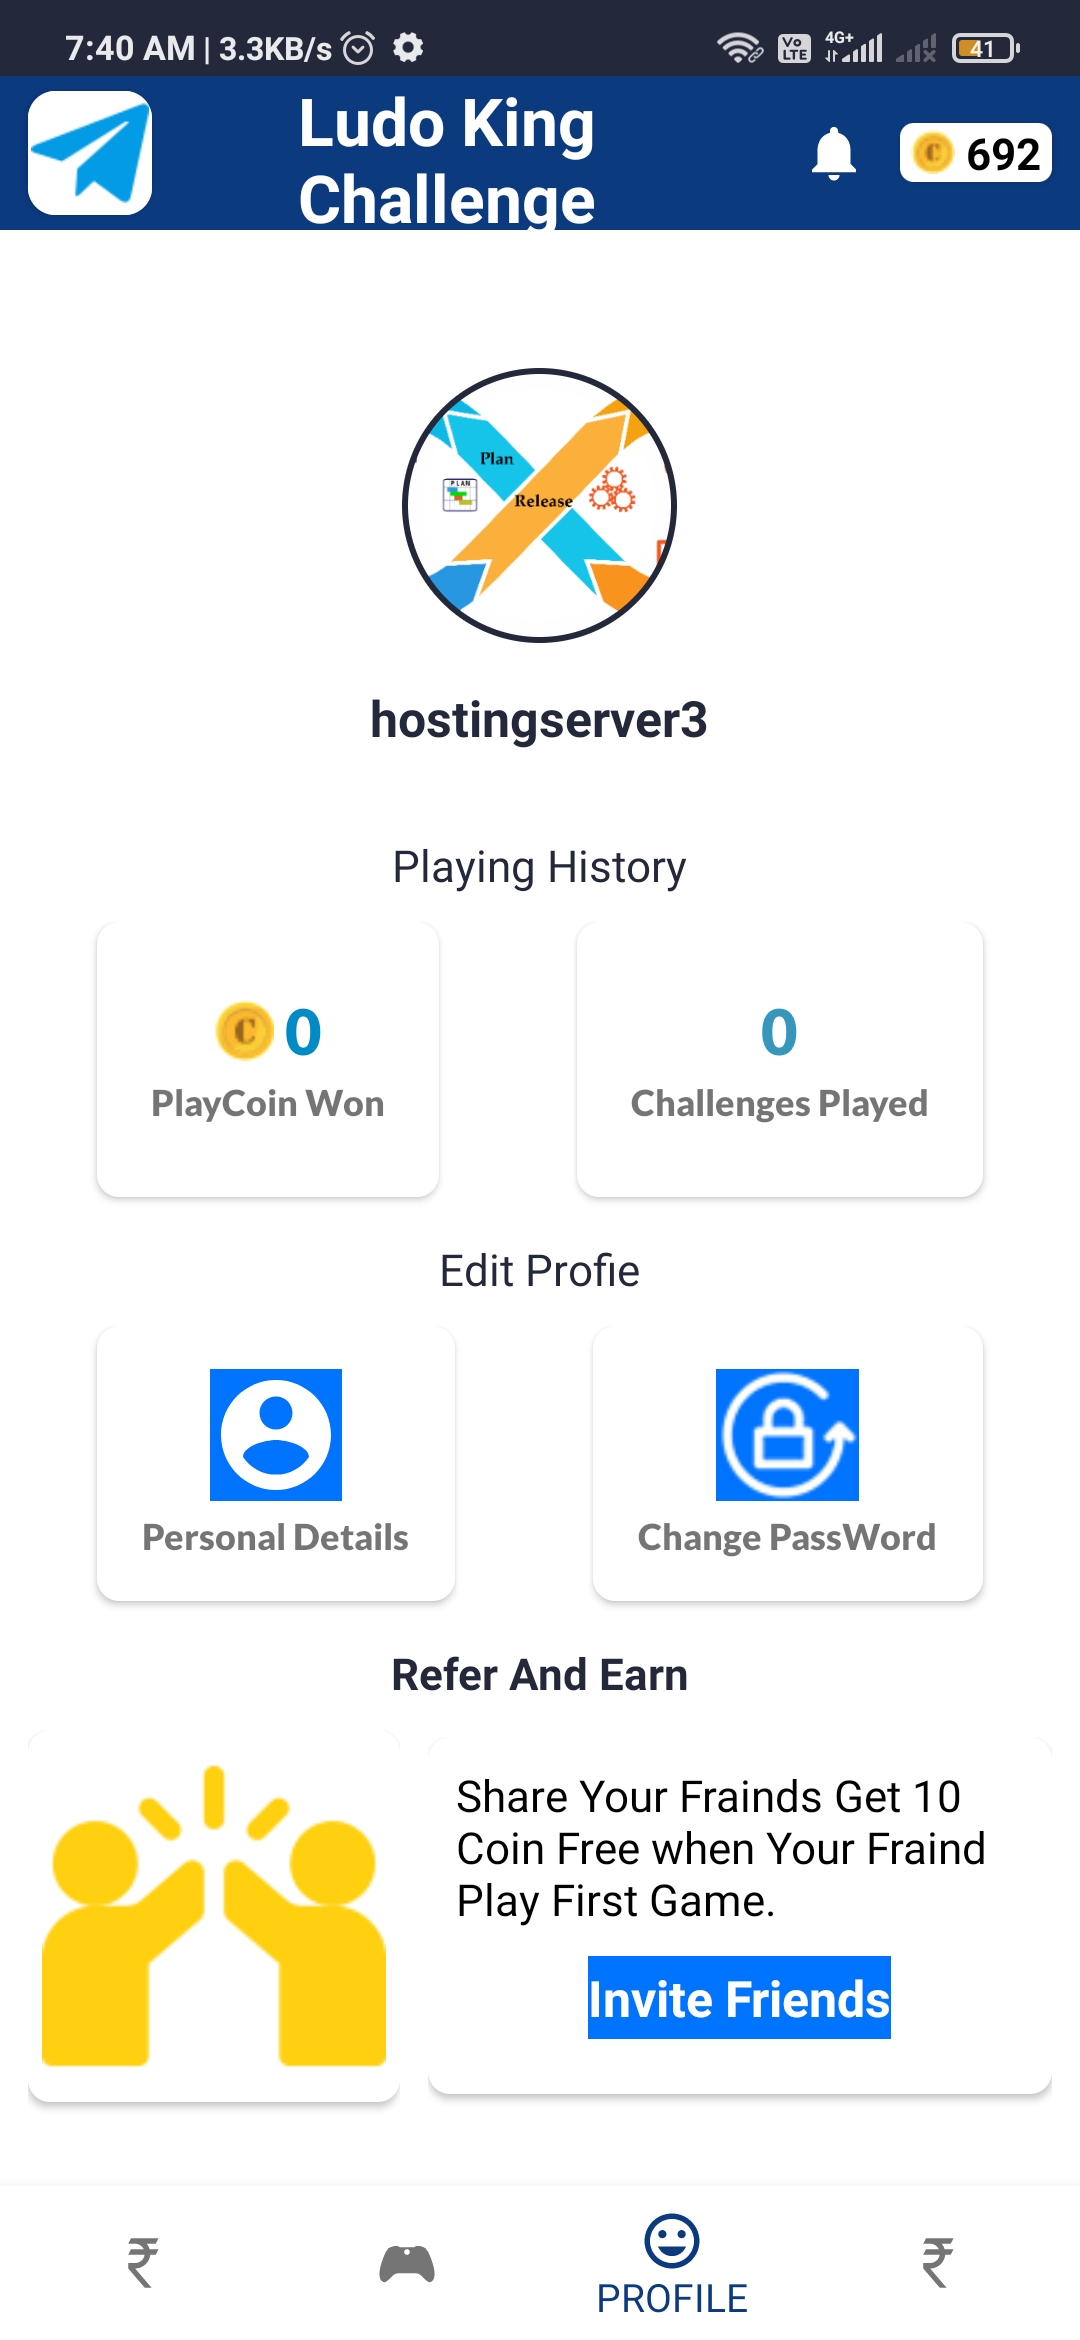 7:40 AM | 3.3KB/s
Vo LTE
4G+
41
Ludo King
Challenge
692
Plan
PLAN
Release
hostingserver3
Playing History
0
PlayCoin Won
0
Challenges Played
Edit Profie
Personal Details
Change PassWord
Refer And Earn
Share Your Frainds Get 10
Coin Free when Your Fraind
Play First Game.
Invite Friends
₹
PROFILE
₹